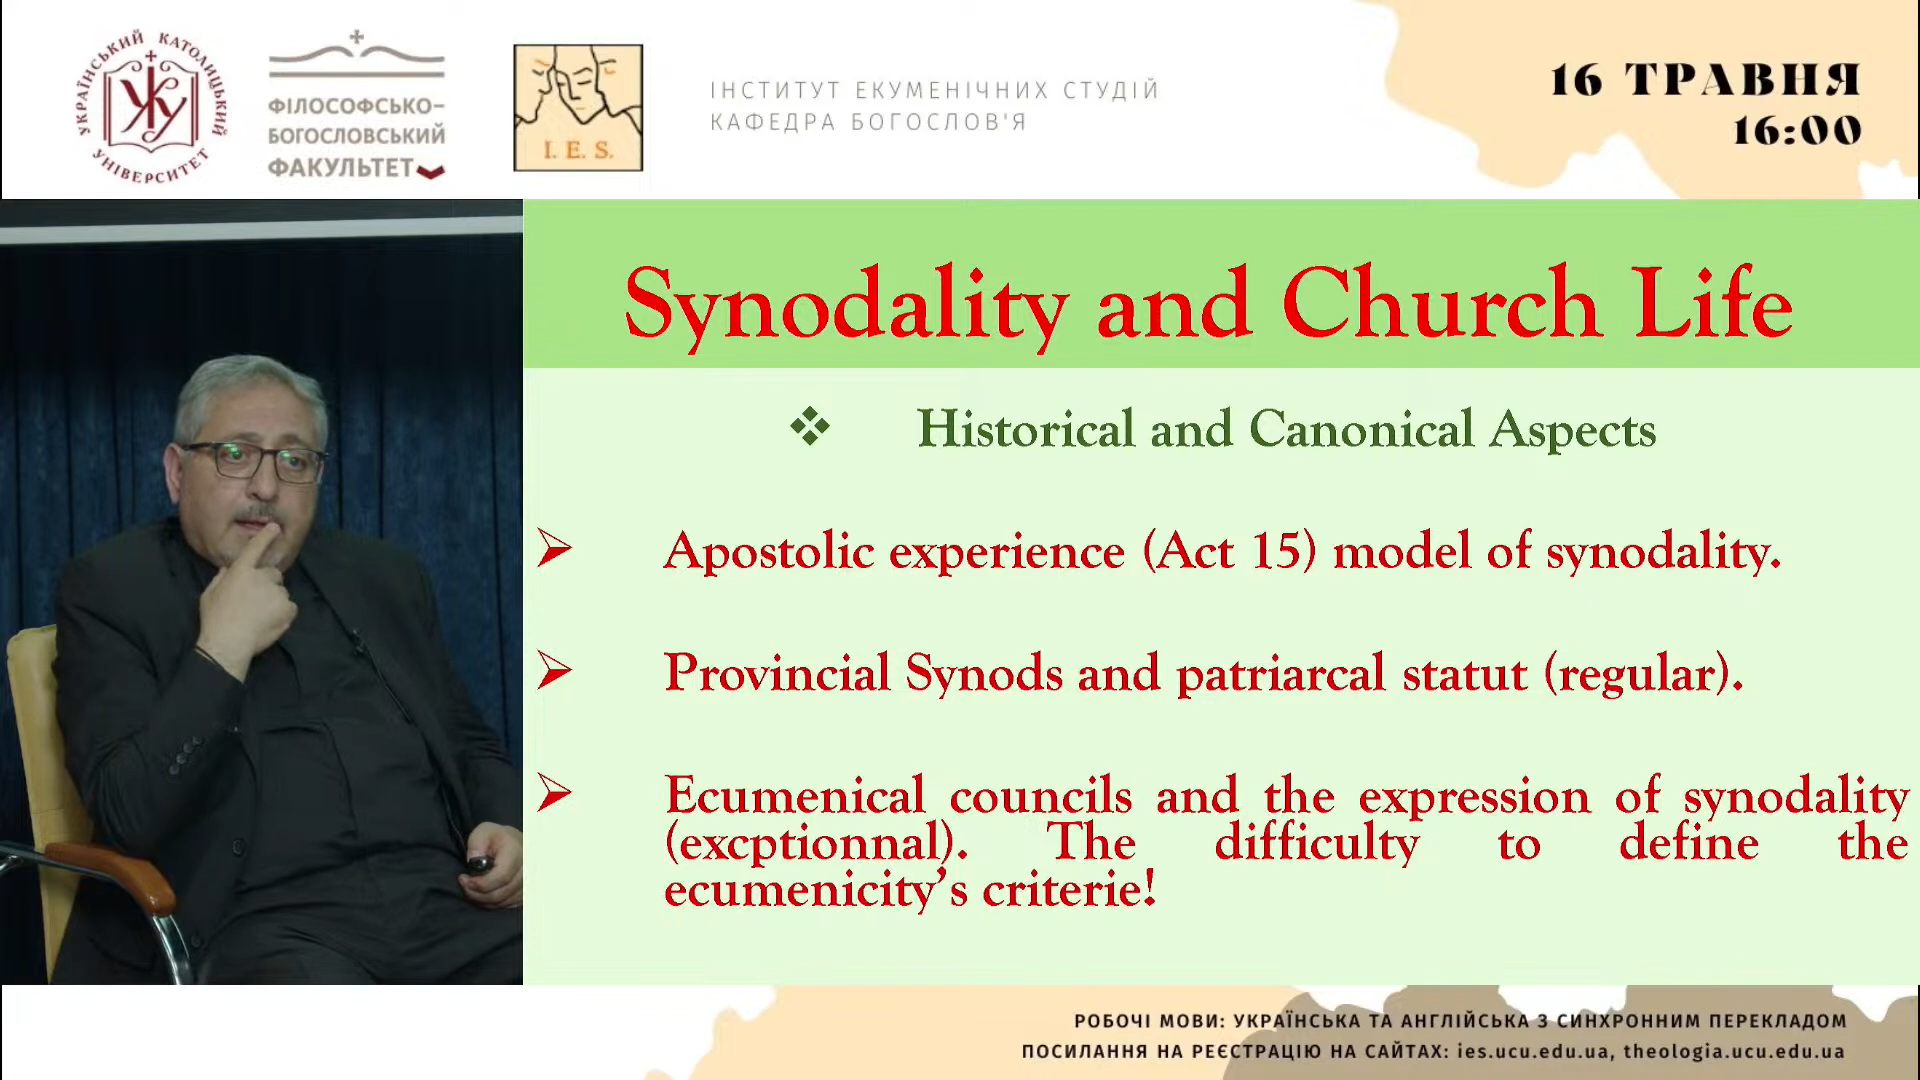 УКРАЇНСЬКИЙ КАТОЛИЦЬКИЙ
УНІВЕРСИТЕТ
ФІЛОСОФСЬКО-
БОГОСЛОВСЬКИЙ
ФАКУЛЬТЕТ
I. E. S.
ІНСТИТУТ ЕКУМЕНІЧНИХ СТУДІЙ
КАФЕДРА БОГОСЛОВ'Я
16 ТРАВНЯ
16:00
Synodality and Church Life
Historical and Canonical Aspects
Apostolic experience (Act 15) model of synodality.
Provincial Synods and patriarcal statut (regular).
Ecumenical councils and the expression of synodality
(excptionnal). The difficulty to define the
ecumenicity’s criterie!
РОБОЧІ МОВИ: УКРАЇНСЬКА ТА АНГЛІЙСЬКА З СИНХРОННИМ ПЕРЕКЛАДОМ
ПОСИЛАННЯ НА РЕЄСТРАЦІЮ НА САЙТАХ: ies.ucu.edu.ua, theologia.ucu.edu.ua